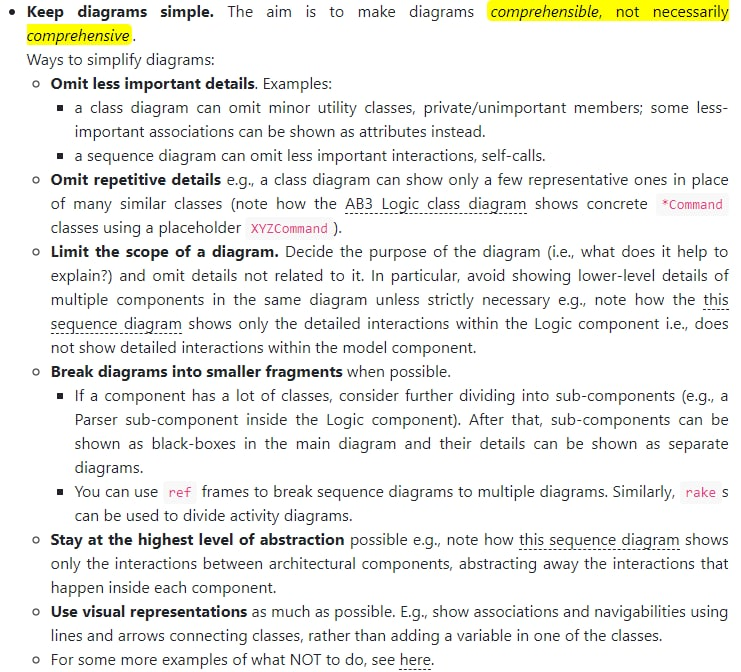 Keep diagrams simple. The aim is to make diagrams comprehensible, not necessarily
comprehensive.
Ways to simplify diagrams:
Omit less important details. Examples:
a class diagram can omit minor utility classes, private/unimportant members; some less-
important associations can be shown as attributes instead.
a sequence diagram can omit less important interactions, self-calls.
Omit repetitive details e.g., a class diagram can show only a few representative ones in place
of many similar classes (note how the AB3 Logic class diagram shows concrete *Command
classes using a placeholder XYZCommand ).
Limit the scope of a diagram. Decide the purpose of the diagram (i.e., what does it help to
explain?) and omit details not related to it. In particular, avoid showing lower-level details of
multiple components in the same diagram unless strictly necessary e.g., note how the this
sequence diagram shows only the detailed interactions within the Logic component i.e., does
not show detailed interactions within the model component.
Break diagrams into smaller fragments when possible.
If a component has a lot of classes, consider further dividing into sub-components (e.g., a
Parser sub-component inside the Logic component). After that, sub-components can be
shown as black-boxes in the main diagram and their details can be shown as separate
diagrams.
You can use ref frames to break sequence diagrams to multiple diagrams. Similarly, rake s
can be used to divide activity diagrams.
Stay at the highest level of abstraction possible e.g., note how this sequence diagram shows
only the interactions between architectural components, abstracting away the interactions that
happen inside each component.
Use visual representations as much as possible. E.g., show associations and navigabilities using
lines and arrows connecting classes, rather than adding a variable in one of the classes.
For some more examples of what NOT to do, see here.